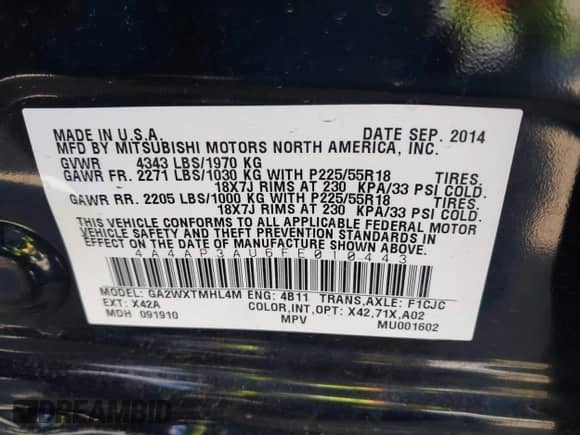 MADE IN U.S.A. DATE SEP. 2014
MFD BY MITSUBISHI MOTORS NORTH AMERICA, INC.
GVWR 4343 LBS/1970 KG
GAWR FR. 2271 LBS/1030 KG WITH P225/55R18 TIRES.
18X7J RIMS AT 230 KPA/33 PSI COLD.
GAWR RR. 2205 LBS/1000 KG WITH P225/55R18 TIRES.
18X7J RIMS AT 230 KPA/33 PSI COLD.
THIS VEHICLE CONFORMS TO ALL APPLICABLE FEDERAL MOTOR
VEHICLE SAFETY AND THEFT PREVENTION STANDARDS IN
EFFECT ON THE DATE OF MANUFACTURE SHOWN ABOVE.
4A4AP3AU6FE010443
MODEL: GA2WXTMHL4M ENG: 4B11 TRANS,AXLE: F1CJC
EXT: X42A COLOR,INT,OPT: X42,71X,A02
MDH 091910 MPV MU001602
DREAMBID